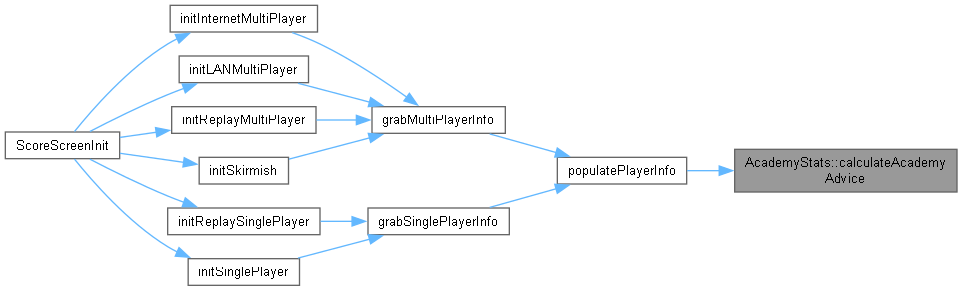 initInternetMultiPlayer
initLANMultiPlayer
initReplayMultiPlayer
grabMultiPlayerInfo
ScoreScreenInit
initSkirmish
populatePlayerInfo
AcademyStats::calculateAcademy
Advice
initReplaySinglePlayer
grabSinglePlayerInfo
initSinglePlayer